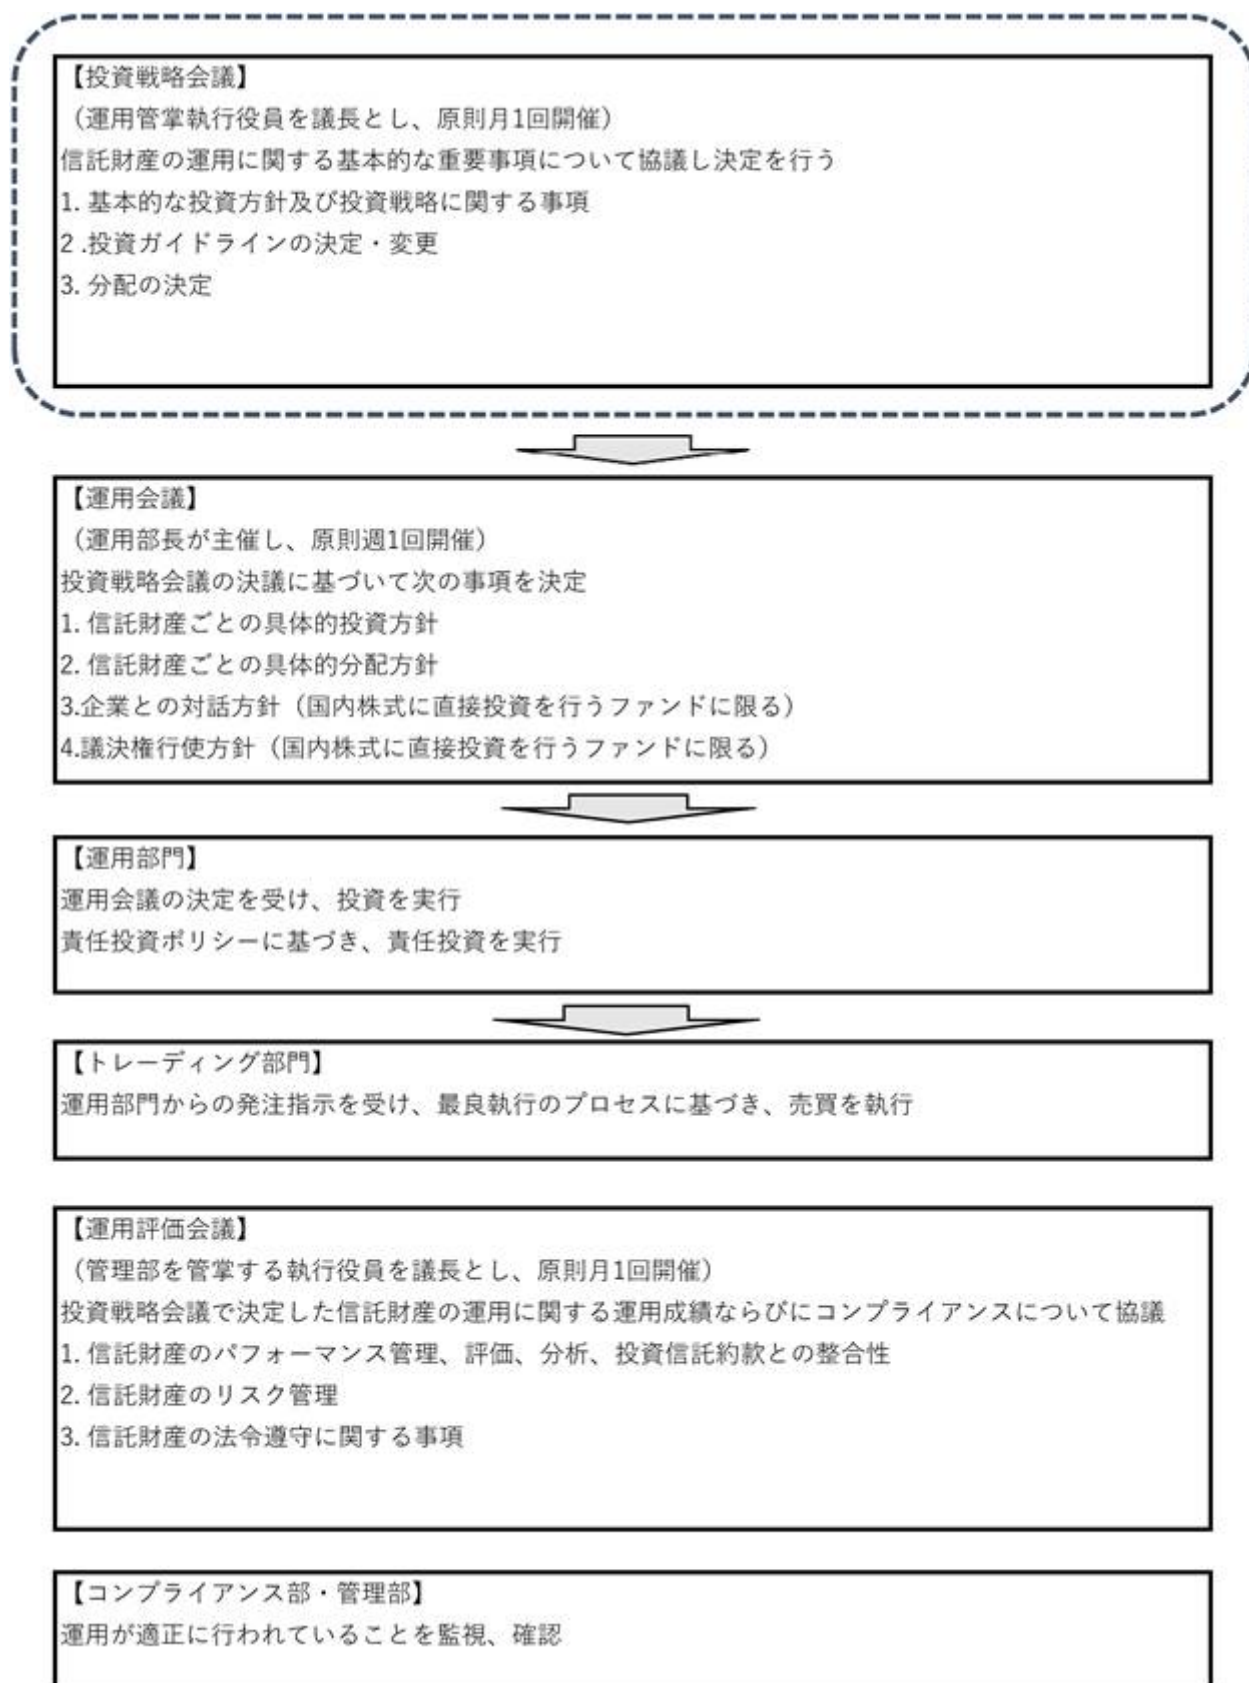 【投資戦略会議】
（運用管掌執行役員を議長とし、原則月1回開催）
信託財産の運用に関する基本的な重要事項について協議し決定を行う
1. 基本的な投資方針及び投資戦略に関する事項
2 .投資ガイドラインの決定・変更
3. 分配の決定
【運用会議】
（運用部長が主催し、原則週1回開催）
投資戦略会議の決議に基づいて次の事項を決定
1. 信託財産ごとの具体的投資方針
2. 信託財産ごとの具体的分配方針
3.企業との対話方針（国内株式に直接投資を行うファンドに限る）
4.議決権行使方針（国内株式に直接投資を行うファンドに限る）
【運用部門】
運用会議の決定を受け、投資を実行
責任投資ポリシーに基づき、責任投資を実行
【トレーディング部門】
運用部門からの発注指示を受け、最良執行のプロセスに基づき、売買を執行
【運用評価会議】
（管理部を管掌する執行役員を議長とし、原則月1回開催）
投資戦略会議で決定した信託財産の運用に関する運用成績ならびにコンプライアンスについて協議
1. 信託財産のパフォーマンス管理、評価、分析、投資信託約款との整合性
2. 信託財産のリスク管理
3. 信託財産の法令遵守に関する事項
【コンプライアンス部・管理部】
運用が適正に行われていることを監視、確認